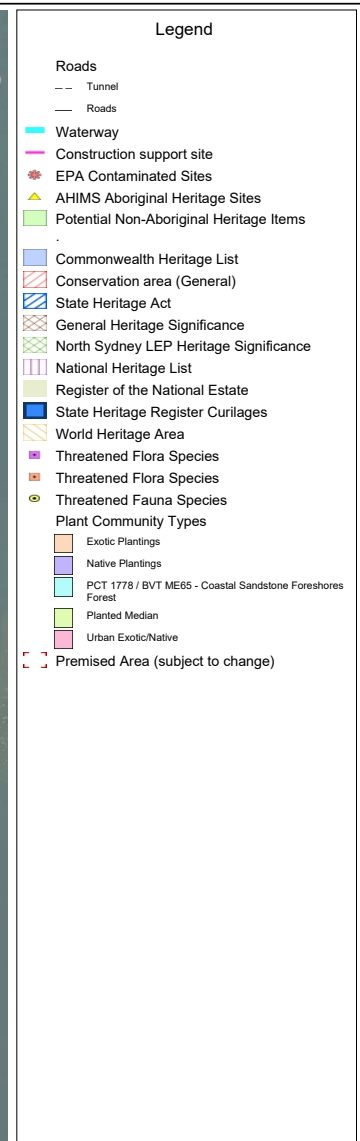 Legend
Roads
Tunnel
Roads
Waterway
Construction support site
EPA Contaminated Sites
AHIMS Aboriginal Heritage Sites
Potential Non-Aboriginal Heritage Items
.
Commonwealth Heritage List
Conservation area (General)
State Heritage Act
General Heritage Significance
North Sydney LEP Heritage Significance
National Heritage List
Register of the National Estate
State Heritage Register Curilages
World Heritage Area
Threatened Flora Species
Threatened Flora Species
Threatened Fauna Species
Plant Community Types
Exotic Plantings
Native Plantings
PCT 1778 / BVT ME65 - Coastal Sandstone Foreshores
Forest
Planted Median
Urban Exotic/Native
Premised Area (subject to change)